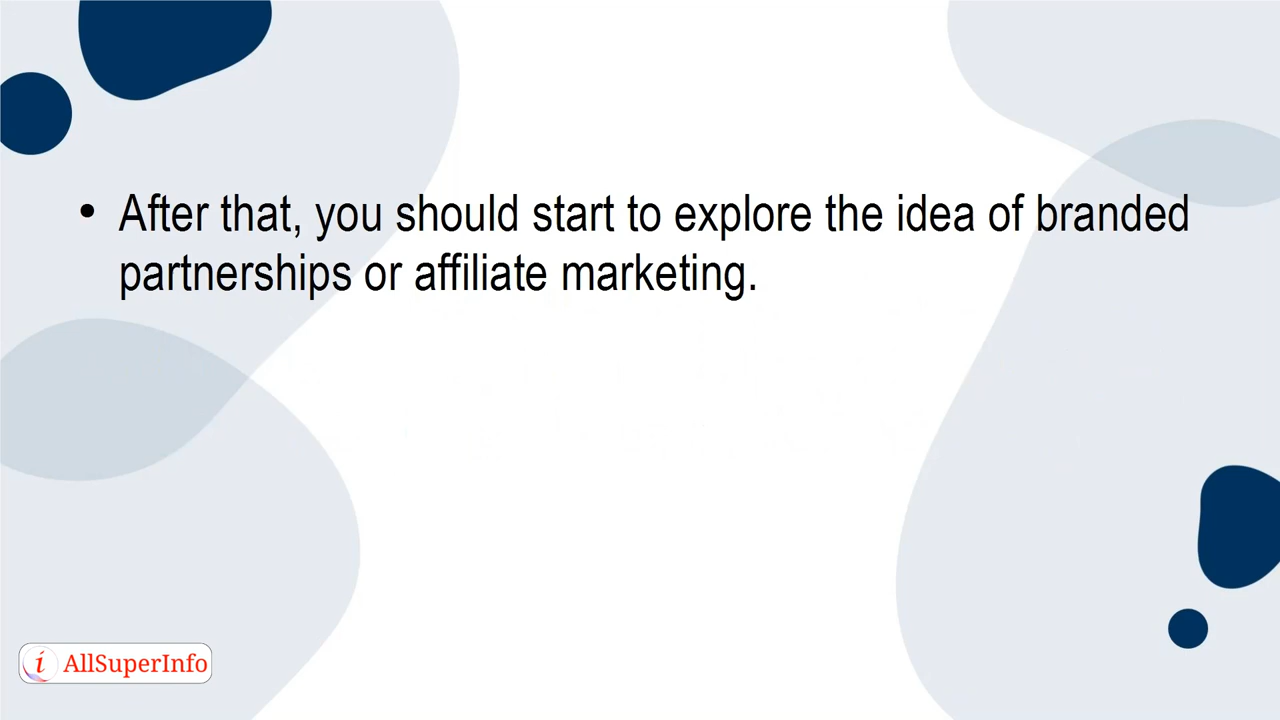 • After that, you should start to explore the idea of branded
partnerships or affiliate marketing.
i AllSuperInfo